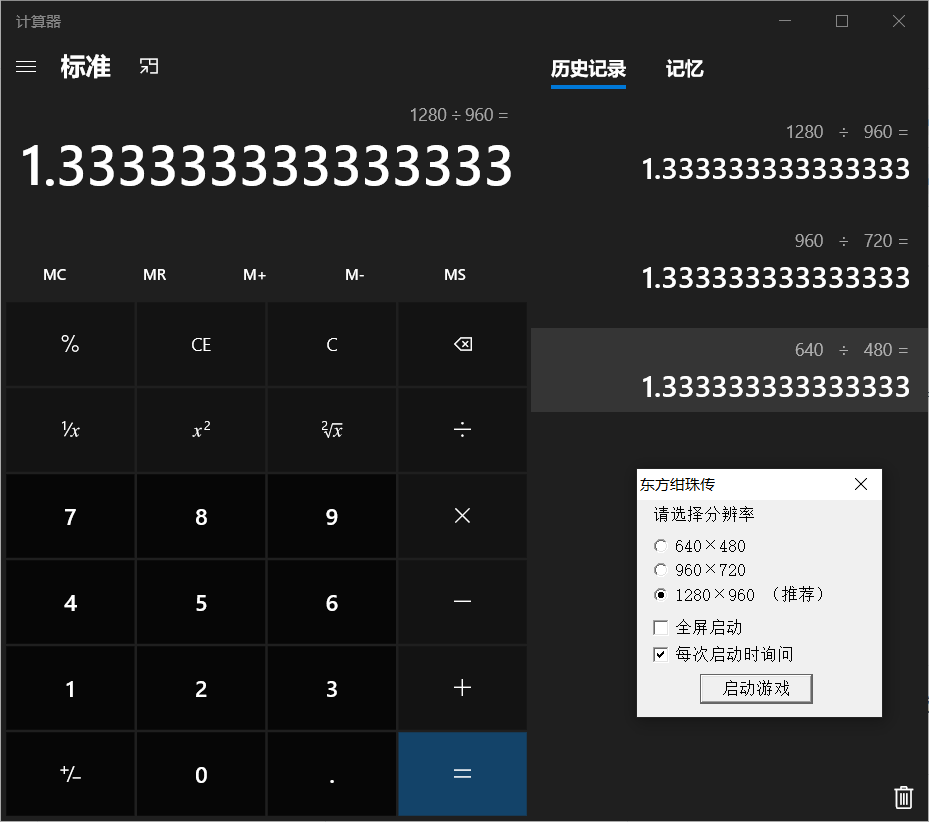 计算器
标准
历史记录 记忆
1280 ÷ 960 =
1.333333333333333
1280 ÷ 960 =
1.333333333333333
960 ÷ 720 =
1.333333333333333
640 ÷ 480 =
1.333333333333333
MC MR M+ M- MS
% CE C
¹⁄x x² ²√x ÷
7 8 9 ×
4 5 6 −
1 2 3 +
+/− 0 . =
东方绀珠传
请选择分辨率
640×480
960×720
1280×960 （推荐）
全屏启动
每次启动时询问
启动游戏